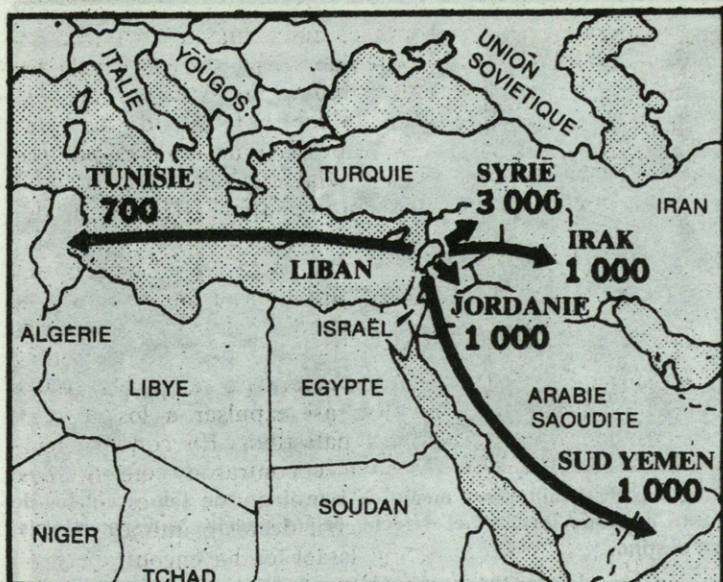 ITALIE
YOUGOS.
UNION
SOVIETIQUE
TUNISIE
700
TURQUIE
SYRIE
3 000
IRAN
IRAK
1 000
LIBAN
JORDANIE
1 000
ISRAËL
ALGÉRIE
LIBYE
EGYPTE
ARABIE
SAOUDITE
SUD YEMEN
1 000
SOUDAN
NIGER
TCHAD